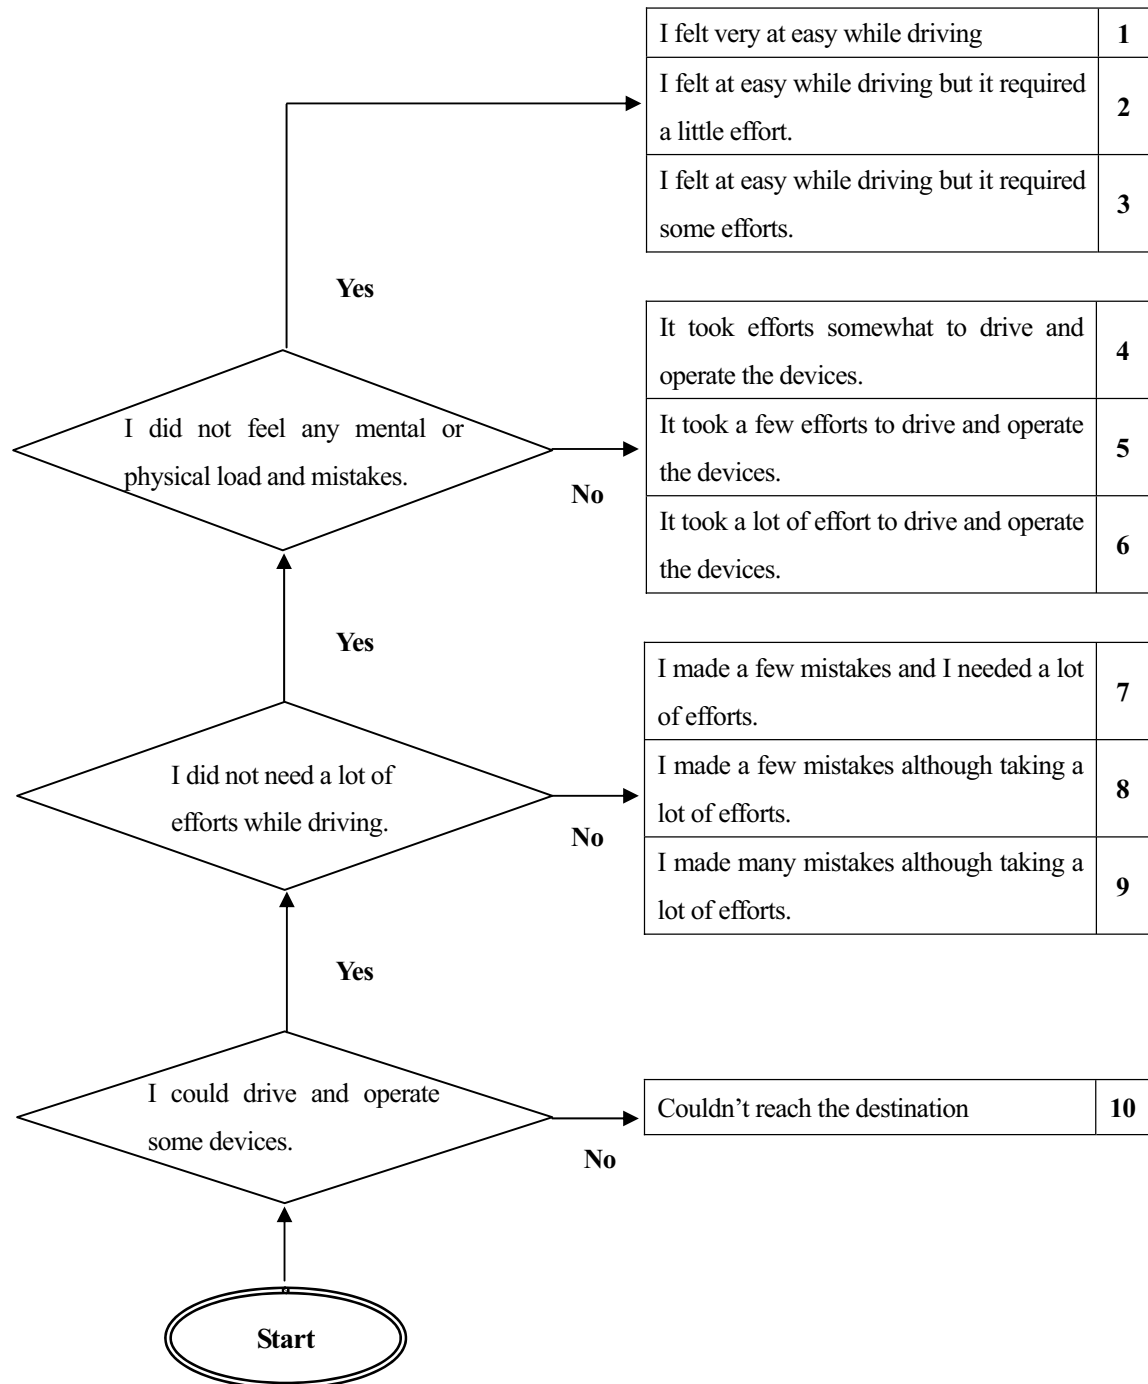 I felt very at easy while driving 1
I felt at easy while driving but it required
a little effort.
2
I felt at easy while driving but it required
some efforts.
3
Yes
It took efforts somewhat to drive and
operate the devices.
4
I did not feel any mental or
physical load and mistakes.
No
It took a few efforts to drive and operate
the devices.
5
It took a lot of effort to drive and operate
the devices.
6
Yes
I made a few mistakes and I needed a lot
of efforts.
7
I did not need a lot of
efforts while driving.
No
I made a few mistakes although taking a
lot of efforts.
8
I made many mistakes although taking a
lot of efforts.
9
Yes
I could drive and operate
some devices.
No
Couldn’t reach the destination 10
Start